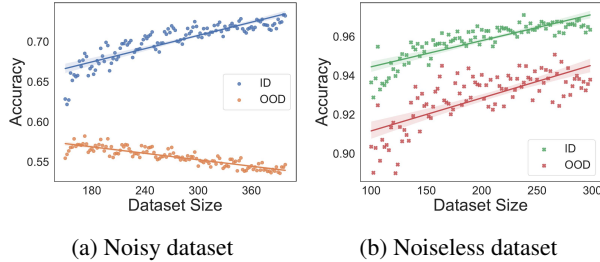 Accuracy
0.70
0.65
0.60
0.55
ID
OOD
180
240
300
360
Dataset Size
(a) Noisy dataset
Accuracy
0.96
0.94
0.92
0.90
ID
OOD
100
150
200
250
300
Dataset Size
(b) Noiseless dataset